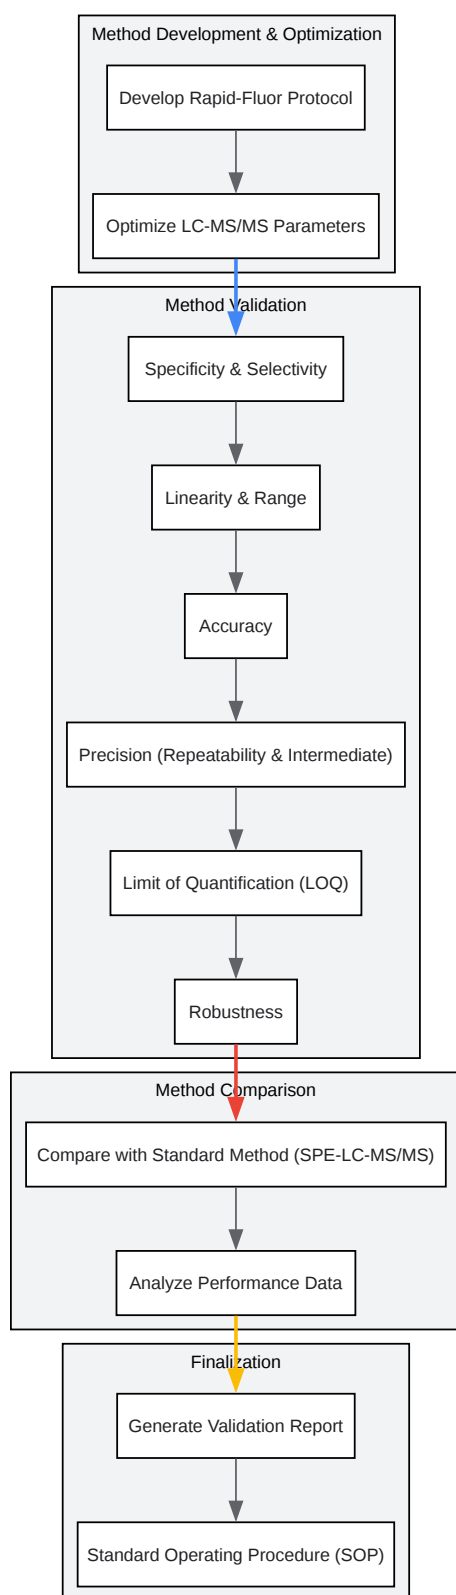 Method Development & Optimization
Develop Rapid-Fluor Protocol
Optimize LC-MS/MS Parameters
Method Validation
Specificity & Selectivity
Linearity & Range
Accuracy
Precision (Repeatability & Intermediate)
Limit of Quantification (LOQ)
Robustness
Method Comparison
Compare with Standard Method (SPE-LC-MS/MS)
Analyze Performance Data
Finalization
Generate Validation Report
Standard Operating Procedure (SOP)